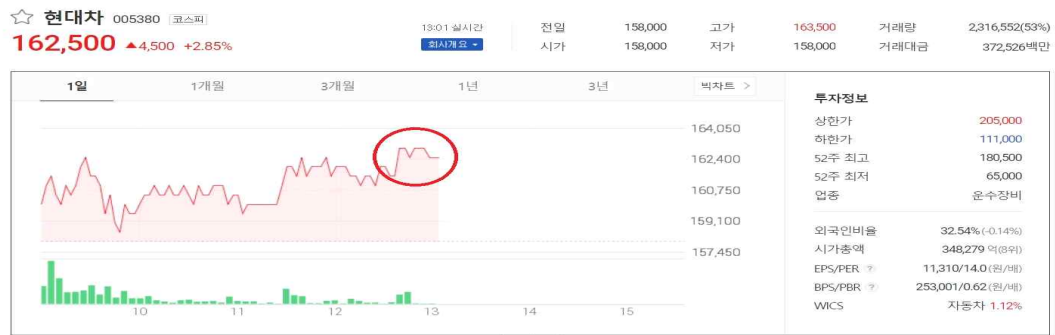 현대차 005380 코스피
162,500 ▲4,500 +2.85%
13:01 실시간
회사개요
전일 158,000 고가 163,500 거래량 2,316,552(53%)
시가 158,000 저가 158,000 거래대금 372,526백만
1일 1개월 3개월 1년 3년 빅차트 >
164,050
162,400
160,750
159,100
157,450
10 11 12 13 14 15
투자정보
상한가 205,000
하한가 111,000
52주 최고 180,500
52주 최저 65,000
업종 운수장비
외국인비율 32.54% (-0.14%)
시가총액 348,279 억(8위)
EPS/PER ? 11,310/14.0 (원/배)
BPS/PBR ? 253,001/0.62 (원/배)
WICS 자동차 1.12%